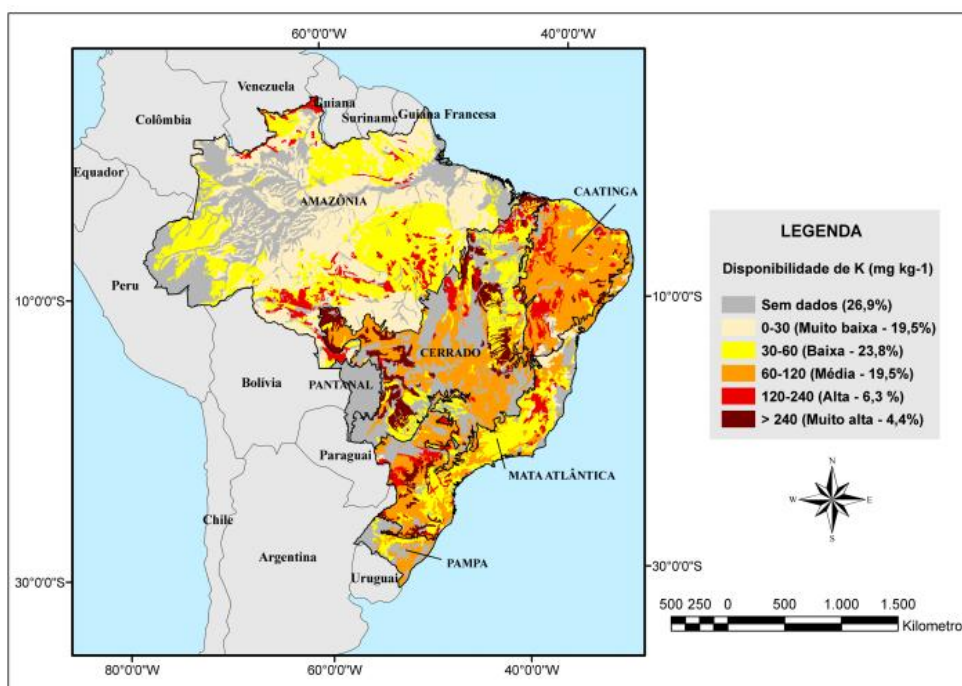 60°0'0"W
40°0'0"W
Venezuela
Guiana
Suriname
Guiana Francesa
Colômbia
Equador
AMAZÔNIA
CAATINGA
Peru
10°0'0"S
10°0'0"S
CERRADO
Bolívia
PANTANAL
Paraguai
MATA ATLÂNTICA
Chile
Argentina
PAMPA
Uruguai
30°0'0"S
30°0'0"S
80°0'0"W
60°0'0"W
40°0'0"W
LEGENDA
Disponibilidade de K (mg kg-1)
Sem dados (26,9%)
0-30 (Muito baixa - 19,5%)
30-60 (Baixa - 23,8%)
60-120 (Média - 19,5%)
120-240 (Alta - 6,3 %)
> 240 (Muito alta - 4,4%)
N
W E
S
500 250 0 500 1.000 1.500
Kilometro